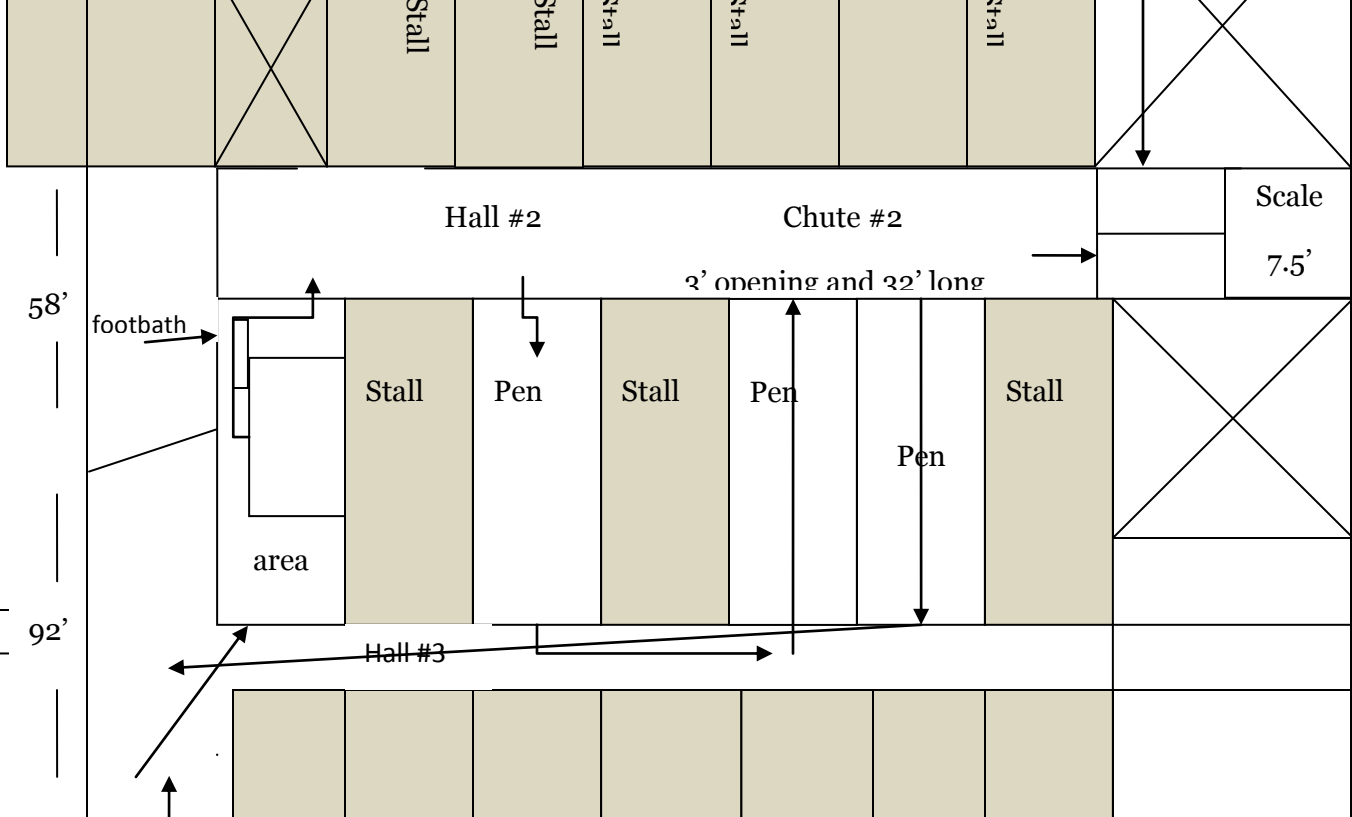 Stall
Stall
Stall
Stall
Stall
Hall #2
Chute #2
Scale
7.5’
3’ opening and 32’ long
58’
footbath
Stall
Pen
Stall
Pen
Stall
Pen
area
92’
Hall #3